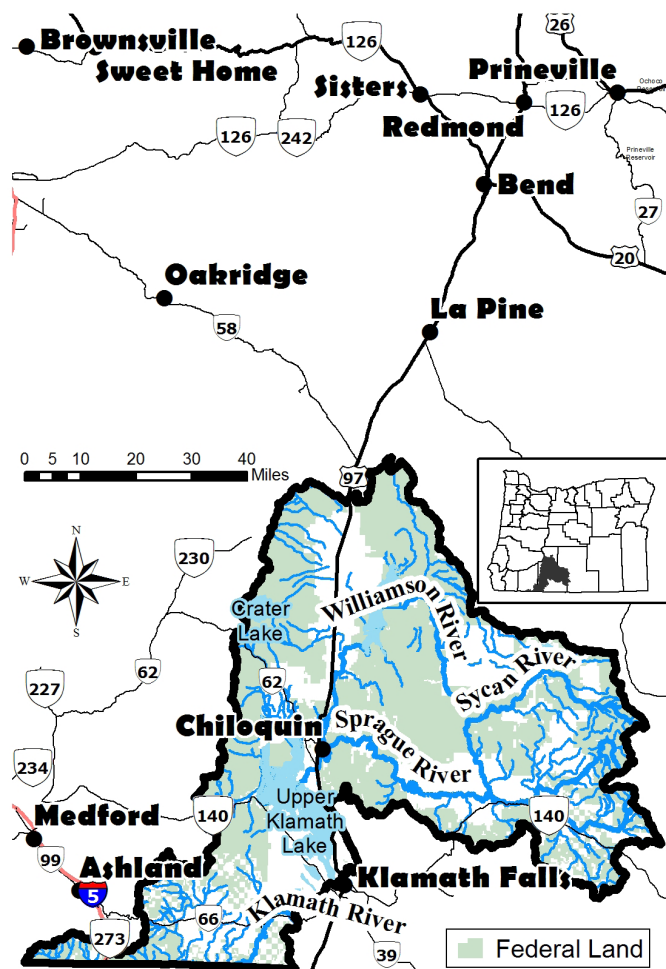 Brownsville
Sweet Home
126
26
Prineville
Sisters
Ochoco
Reservoir
126
242
Redmond
126
Prineville
Reservoir
Bend
27
20
Oakridge
La Pine
58
0 5 10 20 30 40
Miles
97
N
W E
S
230
Williamson River
Crater
Lake
62
227
62
Sycan River
Chiloquin
Sprague River
234
Upper
Klamath
Lake
140
140
Medford
99
Ashland
5
Klamath Falls
66
Klamath River
273
39
Federal Land